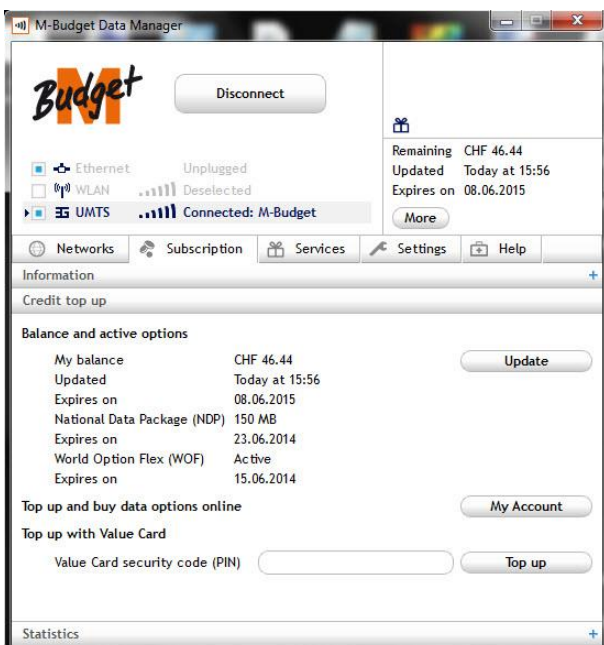 M-Budget Data Manager
M Budget
Disconnect
Ethernet Unplugged
WLAN Deselected
3G UMTS Connected: M-Budget
Remaining CHF 46.44
Updated Today at 15:56
Expires on 08.06.2015
More
Networks Subscription Services Settings Help
Information +
Credit top up
Balance and active options
My balance CHF 46.44 Update
Updated Today at 15:56
Expires on 08.06.2015
National Data Package (NDP) 150 MB
Expires on 23.06.2014
World Option Flex (WOF) Active
Expires on 15.06.2014
Top up and buy data options online My Account
Top up with Value Card
Value Card security code (PIN) Top up
Statistics +